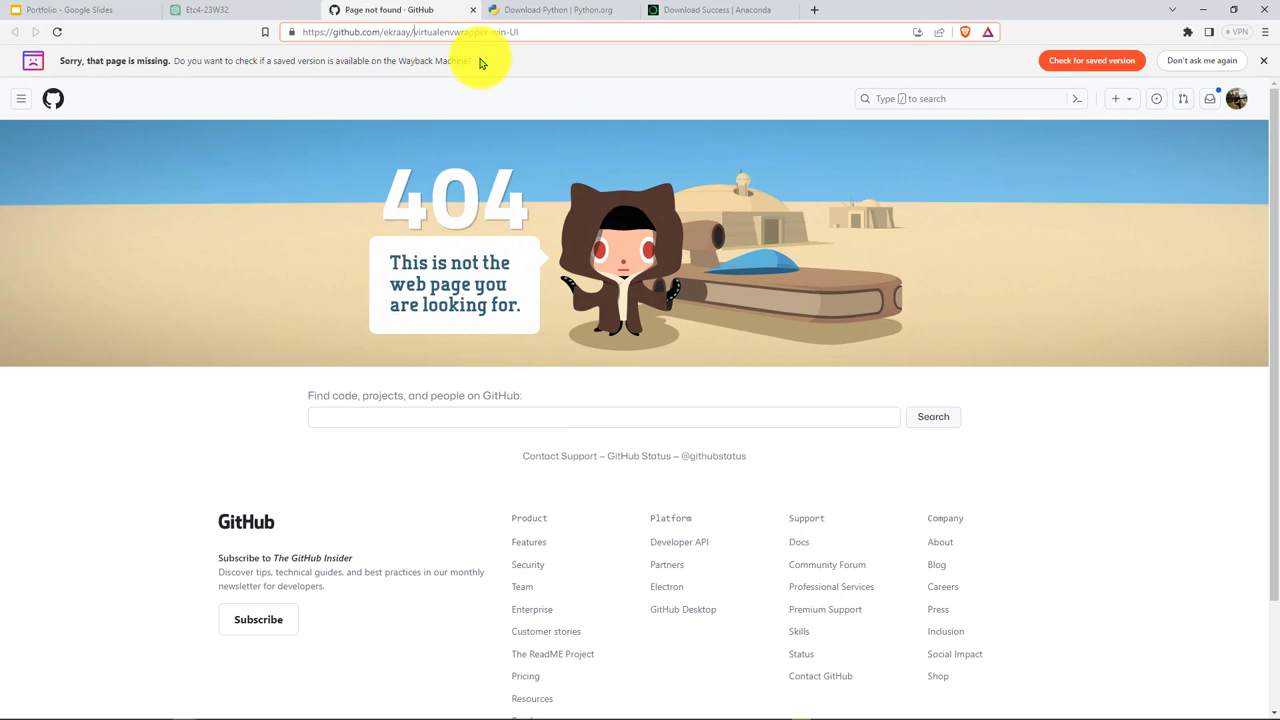 Portfolio - Google Slides
Etc4-23W32
Page not found · GitHub
Download Python | Python.org
Download Success | Anaconda
https://github.com/ekraay/virtualenvwrapper-win-UI
VPN
Sorry, that page is missing. Do you want to check if a saved version is available on the Wayback Machine?
Check for saved version
Don't ask me again
Type / to search
404
This is not the
web page you
are looking for.
Find code, projects, and people on GitHub:
Search
Contact Support — GitHub Status — @githubstatus
GitHub
Subscribe to The GitHub Insider
Discover tips, technical guides, and best practices in our monthly
newsletter for developers.
Subscribe
Product
Features
Security
Team
Enterprise
Customer stories
The ReadME Project
Pricing
Resources
Platform
Developer API
Partners
Electron
GitHub Desktop
Support
Docs
Community Forum
Professional Services
Premium Support
Skills
Status
Contact GitHub
Company
About
Blog
Careers
Press
Inclusion
Social Impact
Shop